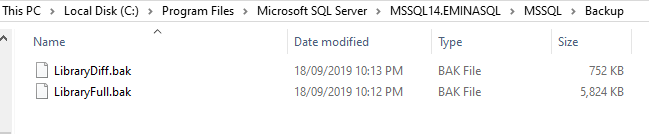 This PC > Local Disk (C:) > Program Files > Microsoft SQL Server > MSSQL14.EMINASQL > MSSQL > Backup
Name Date modified Type Size
LibraryDiff.bak 18/09/2019 10:13 PM BAK File 752 KB
LibraryFull.bak 18/09/2019 10:12 PM BAK File 5,824 KB